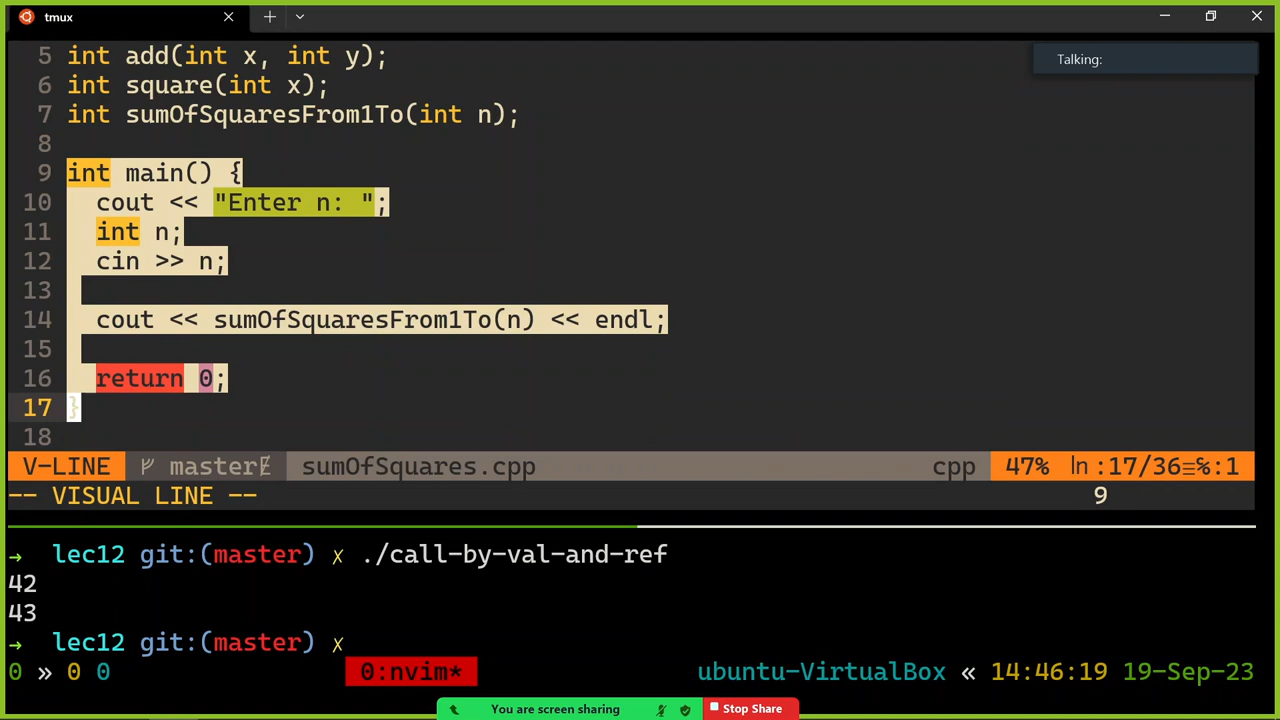 tmux
Talking:
5 int add(int x, int y);
6 int square(int x);
7 int sumOfSquaresFrom1To(int n);
8
9 int main() {
10 cout << "Enter n: ";
11 int n;
12 cin >> n;
13
14 cout << sumOfSquaresFrom1To(n) << endl;
15
16 return 0;
17 }
18
V-LINE master sumOfSquares.cpp cpp 47% ln :17/36≡℅:1
-- VISUAL LINE -- 9
→ lec12 git:(master) ✗ ./call-by-val-and-ref
42
43
→ lec12 git:(master) ✗
0 » 0 0 0:nvim* ubuntu-VirtualBox « 14:46:19 19-Sep-23
You are screen sharing Stop Share